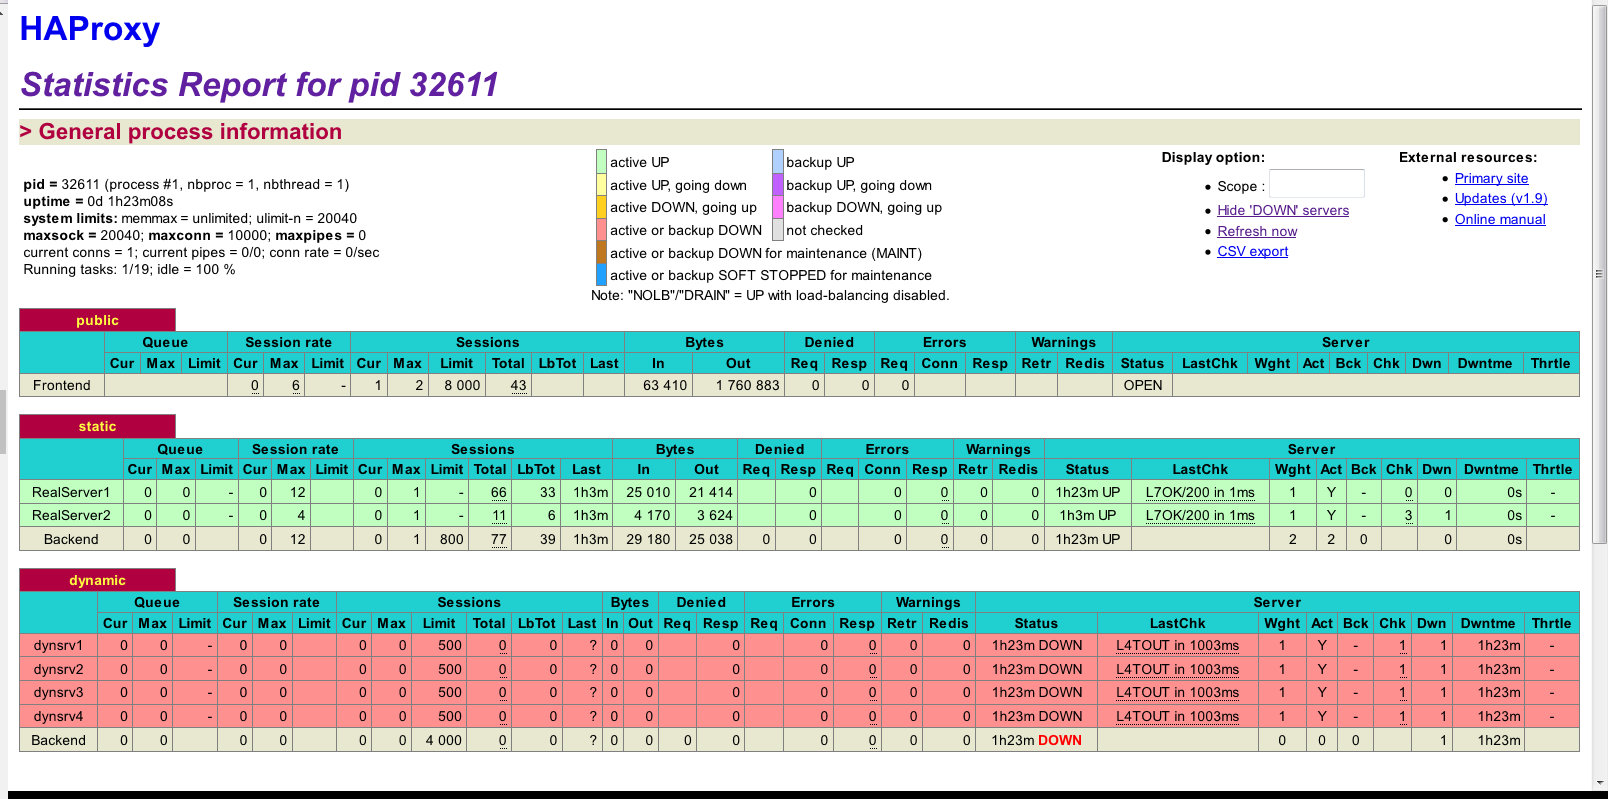 HAProxy
Statistics Report for pid 32611
> General process information
pid = 32611 (process #1, nbproc = 1, nbthread = 1)
uptime = 0d 1h23m08s
system limits: memmax = unlimited; ulimit-n = 20040
maxsock = 20040; maxconn = 10000; maxpipes = 0
current conns = 1; current pipes = 0/0; conn rate = 0/sec
Running tasks: 1/19; idle = 100 %
active UP backup UP
active UP, going down backup UP, going down
active DOWN, going up backup DOWN, going up
active or backup DOWN not checked
active or backup DOWN for maintenance (MAINT)
active or backup SOFT STOPPED for maintenance
Note: "NOLB"/"DRAIN" = UP with load-balancing disabled.
Display option:
• Scope :
• Hide 'DOWN' servers
• Refresh now
• CSV export
External resources:
• Primary site
• Updates (v1.9)
• Online manual
public
Queue Session rate Sessions Bytes Denied Errors Warnings Server
Cur Max Limit Cur Max Limit Cur Max Limit Total LbTot Last In Out Req Resp Req Conn Resp Retr Redis Status LastChk Wght Act Bck Chk Dwn Dwntme Thrtle
Frontend 0 6 - 1 2 8 000 43 63 410 1 760 883 0 0 0 OPEN
static
Queue Session rate Sessions Bytes Denied Errors Warnings Server
Cur Max Limit Cur Max Limit Cur Max Limit Total LbTot Last In Out Req Resp Req Conn Resp Retr Redis Status LastChk Wght Act Bck Chk Dwn Dwntme Thrtle
RealServer1 0 0 - 0 12 0 1 - 66 33 1h3m 25 010 21 414 0 0 0 0 0 1h23m UP L7OK/200 in 1ms 1 Y - 0 0 0s -
RealServer2 0 0 - 0 4 0 1 - 11 6 1h3m 4 170 3 624 0 0 0 0 0 1h3m UP L7OK/200 in 1ms 1 Y - 3 1 0s -
Backend 0 0 0 12 0 1 800 77 39 1h3m 29 180 25 038 0 0 0 0 0 0 1h23m UP 2 2 0 0 0s
dynamic
Queue Session rate Sessions Bytes Denied Errors Warnings Server
Cur Max Limit Cur Max Limit Cur Max Limit Total LbTot Last In Out Req Resp Req Conn Resp Retr Redis Status LastChk Wght Act Bck Chk Dwn Dwntme Thrtle
dynsrv1 0 0 - 0 0 0 0 500 0 0 ? 0 0 0 0 0 0 0 1h23m DOWN L4TOUT in 1003ms 1 Y - 1 1 1h23m -
dynsrv2 0 0 - 0 0 0 0 500 0 0 ? 0 0 0 0 0 0 0 1h23m DOWN L4TOUT in 1003ms 1 Y - 1 1 1h23m -
dynsrv3 0 0 - 0 0 0 0 500 0 0 ? 0 0 0 0 0 0 0 1h23m DOWN L4TOUT in 1003ms 1 Y - 1 1 1h23m -
dynsrv4 0 0 - 0 0 0 0 500 0 0 ? 0 0 0 0 0 0 0 1h23m DOWN L4TOUT in 1003ms 1 Y - 1 1 1h23m -
Backend 0 0 0 0 0 0 4 000 0 0 ? 0 0 0 0 0 0 0 0 1h23m DOWN 0 0 0 1 1h23m